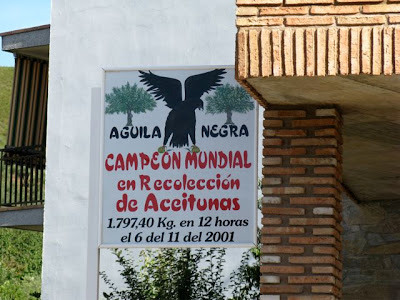 AGUILA NEGRA
CAMPEÓN MUNDIAL
en Recolección
de Aceitunas
1.797,40 Kg. en 12 horas
el 6 del 11 del 2001